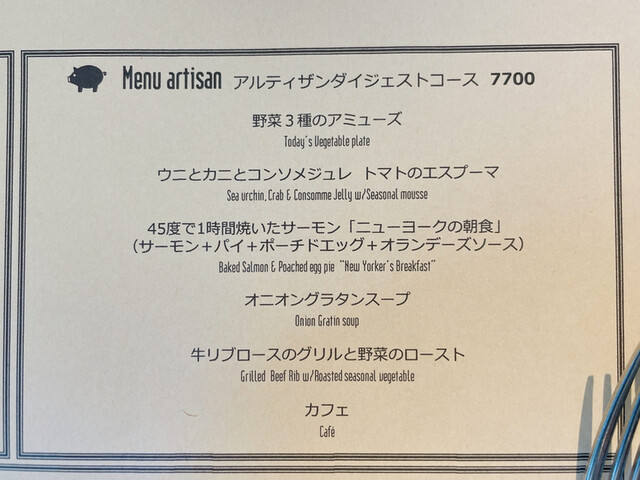 Menu artisan アルティザンダイジェストコース 7700
野菜3種のアミューズ
Today's Vegetable plate
ウニとカニとコンソメジュレ トマトのエスプーマ
Sea urchin, Crab & Consomme Jelly w/Seasonal mousse
45度で1時間焼いたサーモン「ニューヨークの朝食」
（サーモン＋パイ＋ポーチドエッグ＋オランデーズソース）
Baked Salmon & Poached egg pie "New Yorker's Breakfast"
オニオングラタンスープ
Onion Gratin soup
牛リブロースのグリルと野菜のロースト
Grilled Beef Rib w/Roasted seasonal vegetable
カフェ
Café